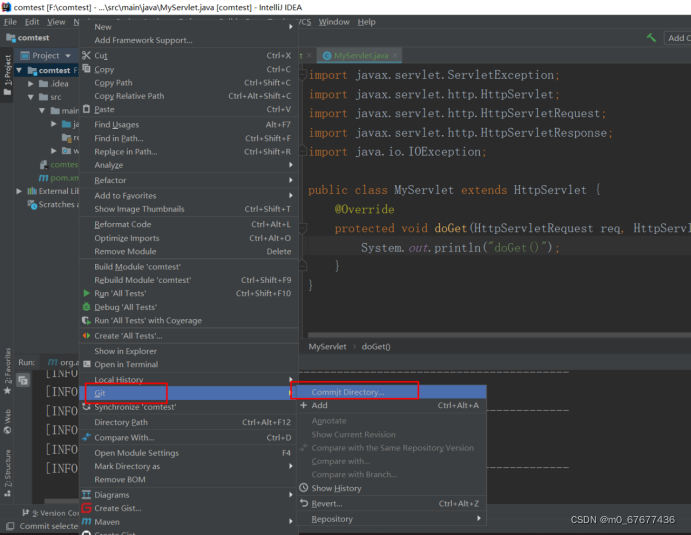 comtest [F:\comtest] - ...\src\main\java\MyServlet.java [comtest] - IntelliJ IDEA
File Edit View N VCS Window Help
comtest
Add C
Project
MyServlet.java
1: Project
comtest
.idea
src
main
ja
re
w
comtes
pom.xm
External Lib
Scratches a
New
Add Framework Support...
Cut Ctrl+X
Copy Ctrl+C
Copy Path Ctrl+Shift+C
Copy Relative Path Ctrl+Alt+Shift+C
Paste Ctrl+V
Find Usages Alt+F7
Find in Path... Ctrl+Shift+F
Replace in Path... Ctrl+Shift+R
Analyze
Refactor
Add to Favorites
Show Image Thumbnails Ctrl+Shift+T
Reformat Code Ctrl+Alt+L
Optimize Imports Ctrl+Alt+O
Remove Module Delete
Build Module 'comtest'
Rebuild Module 'comtest' Ctrl+Shift+F9
Run 'All Tests' Ctrl+Shift+F10
Debug 'All Tests'
Run 'All Tests' with Coverage
Create 'All Tests'...
Show in Explorer
Open in Terminal
Local History
Git
Synchronize 'comtest'
Directory Path Ctrl+Alt+F12
Compare With... Ctrl+D
Open Module Settings F4
Mark Directory as
Remove BOM
Diagrams
Create Gist...
Maven
Create Gist
import javax.servlet.ServletException;
import javax.servlet.http.HttpServlet;
import javax.servlet.http.HttpServletRequest;
import javax.servlet.http.HttpServletResponse;
import java.io.IOException;
public class MyServlet extends HttpServlet {
@Override
protected void doGet(HttpServletRequest req, HttpServl
System.out.println("doGet()");
}
}
MyServlet › doGet()
Run: org.a
[INFO
[INFO
[INFO
[INFO
[INFO
Commit Directory...
Add Ctrl+Alt+A
Annotate
Show Current Revision
Compare with the Same Repository Version
Compare with...
Compare with Branch...
Show History
Revert... Ctrl+Alt+Z
Repository
2: Favorites
Web
Z: Structure
9: Version Con
Commit selecte
CSDN @m0_67677436